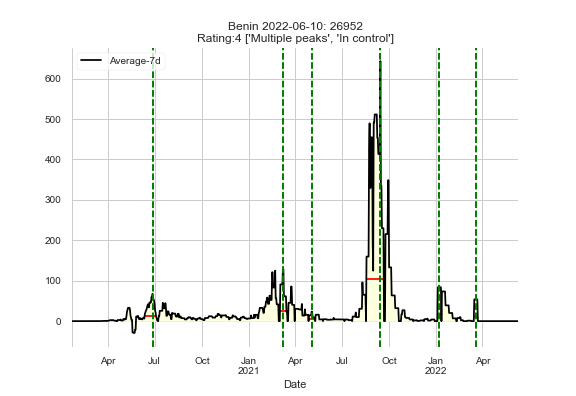 Benin 2022-06-10: 26952
Rating:4 ['Multiple peaks', 'In control']
Average-7d
600
500
400
300
200
100
0
Apr Jul Oct Jan Apr Jul Oct Jan Apr
2021 2022
Date